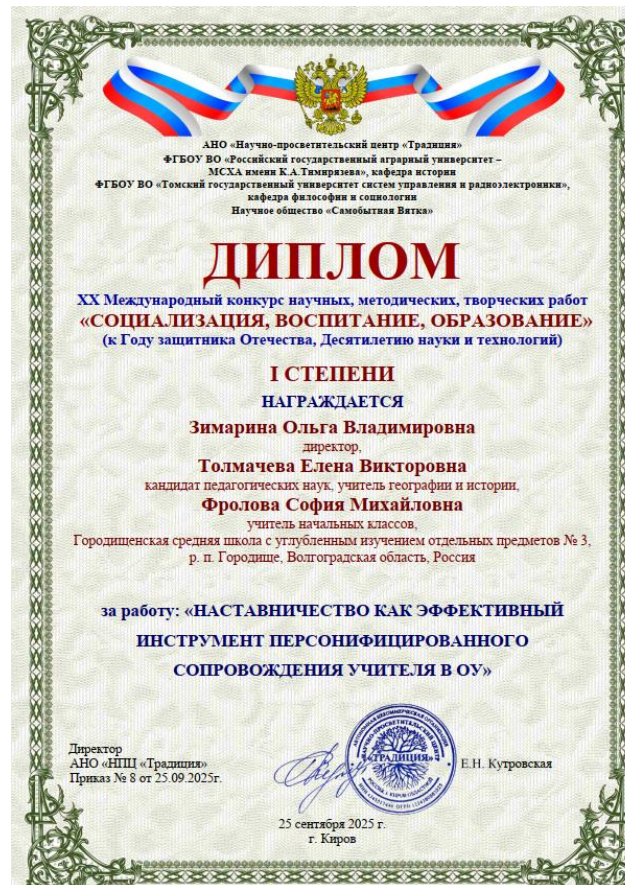 АНО «Научно-просветительский центр «Традиция»
ФГБОУ ВО «Российский государственный аграрный университет –
МСХА имени К.А.Тимирязева», кафедра истории
ФГБОУ ВО «Томский государственный университет систем управления и радиоэлектроники»,
кафедра философии и социологии
Научное общество «Самобытная Вятка»
ДИПЛОМ
XX Международный конкурс научных, методических, творческих работ
«СОЦИАЛИЗАЦИЯ, ВОСПИТАНИЕ, ОБРАЗОВАНИЕ»
(к Году защитника Отечества, Десятилетию науки и технологий)
I СТЕПЕНИ
НАГРАЖДАЕТСЯ
Зимарина Ольга Владимировна
директор,
Толмачева Елена Викторовна
кандидат педагогических наук, учитель географии и истории,
Фролова София Михайловна
учитель начальных классов,
Городищенская средняя школа с углубленным изучением отдельных предметов № 3,
р. п. Городище, Волгоградская область, Россия
за работу: «НАСТАВНИЧЕСТВО КАК ЭФФЕКТИВНЫЙ
ИНСТРУМЕНТ ПЕРСОНИФИЦИРОВАННОГО
СОПРОВОЖДЕНИЯ УЧИТЕЛЯ В ОУ»
Директор
АНО «НПЦ «Традиция»
Приказ № 8 от 25.09.2025г.
«ТРАДИЦИЯ»
Е.Н. Кутровская
25 сентября 2025 г.
г. Киров